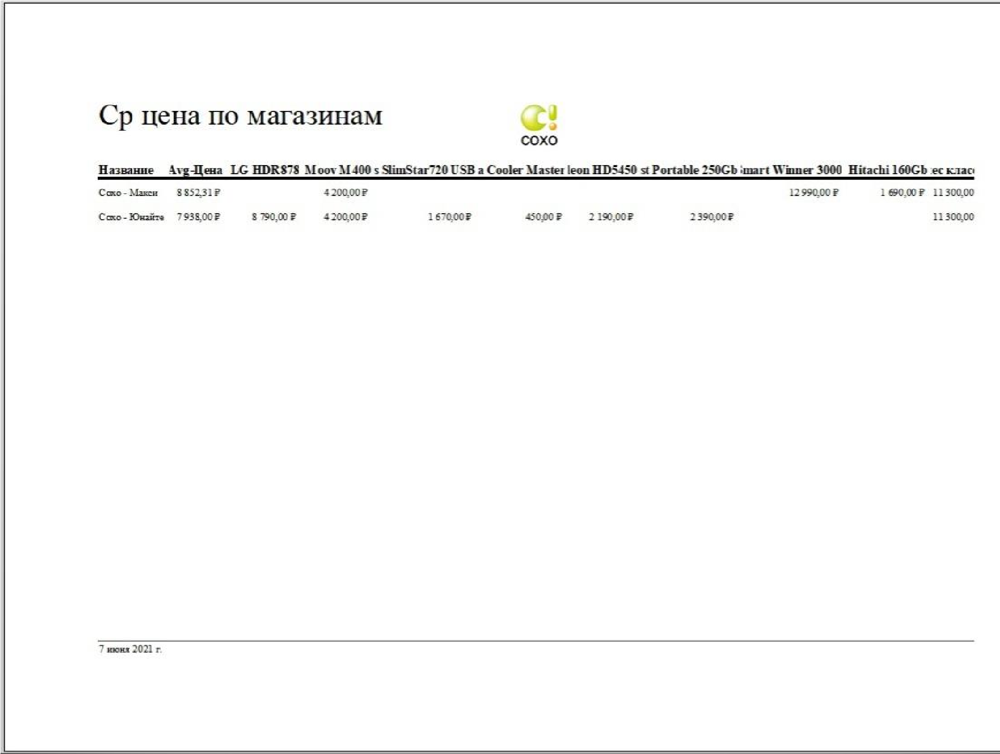 Ср цена по магазинам
СОХО
Название Avg-Цена LG HDR878 Moov M400 s SlimStar720 USB a Cooler Master leon HD5450 st Portable 250Gb mart Winner 3000 Hitachi 160Gb ес класс
Сохо - Макси 8 852,31 ₽ 4 200,00 ₽ 12 990,00 ₽ 1 690,00 ₽ 11 300,00
Сохо - Юнайте 7 938,00 ₽ 8 790,00 ₽ 4 200,00 ₽ 1 670,00 ₽ 450,00 ₽ 2 190,00 ₽ 2 390,00 ₽ 11 300,00
7 июня 2021 г.